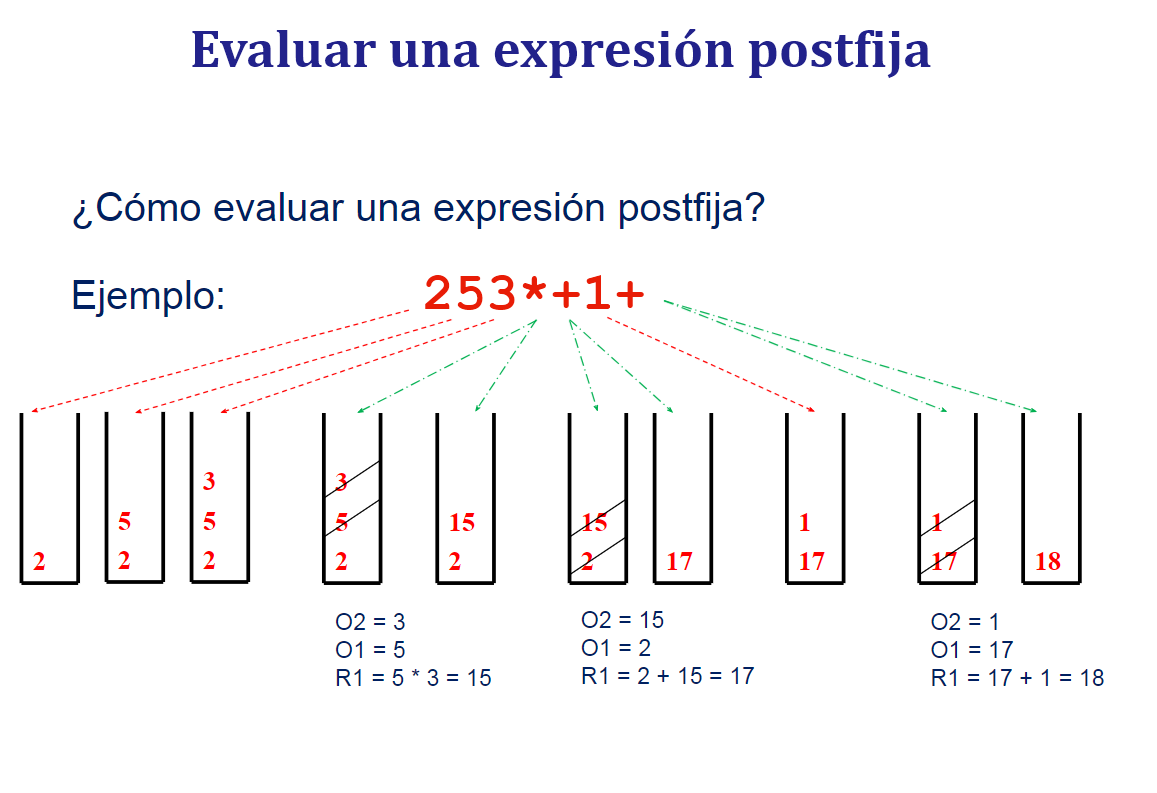 Evaluar una expresión postfija
¿Cómo evaluar una expresión postfija?
Ejemplo: 253*+1+
2
5
2
3
5
2
3
5
2
15
2
15
2
17
1
17
1
17
18
O2 = 3
O1 = 5
R1 = 5 * 3 = 15
O2 = 15
O1 = 2
R1 = 2 + 15 = 17
O2 = 1
O1 = 17
R1 = 17 + 1 = 18